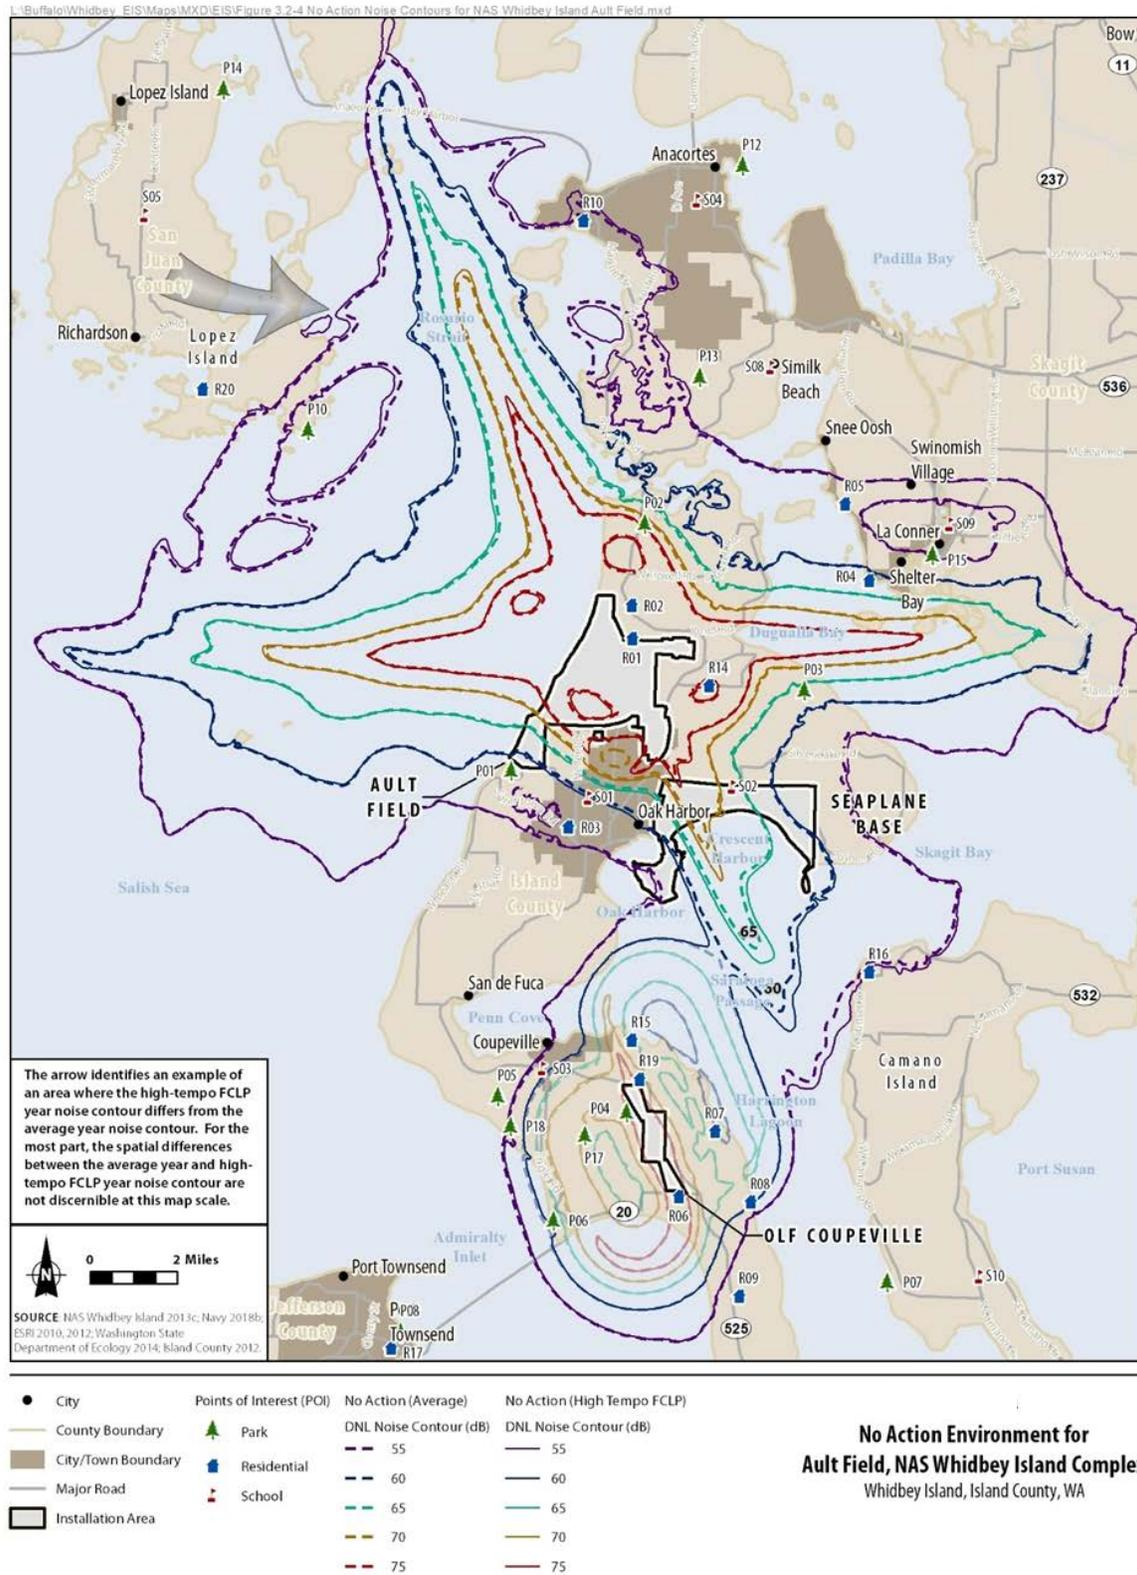 L:\Buffalo\Whidbey_EIS\Maps\MXD\EIS\Figure 3.2-4 No Action Noise Contours for NAS Whidbey Island Ault Field.mxd
Bow
11
P14
Lopez Island
Anacortes
P12
237
S05
R10
S04
San
Juan
County
Padilla Bay
Rosario
Strait
Richardson
Lopez
Island
R20
P10
P13
S08
Similk
Beach
Skagit
County
536
Snee Oosh
Swinomish
Village
R05
P02
La Conner
S09
P15
R04
Shelter
Bay
R02
R01
Dugualla Bay
R14
P03
P01
AULT
FIELD
S01
S02
Oak Harbor
R03
SEAPLANE
BASE
Crescent
Harbor
Skagit Bay
Salish Sea
Island
County
Oak Harbor
65
R16
San de Fuca
Saratoga
Passage
60
532
Penn Cove
R15
Coupeville
Camano
Island
S03
R19
P05
P04
R07
Harrington
Lagoon
P18
P17
Port Susan
R08
20
R06
P06
OLF COUPEVILLE
Admiralty
Inlet
Port Townsend
R09
P07
S10
Jefferson
County
P08
Townsend
R17
525
The arrow identifies an example of
an area where the high-tempo FCLP
year noise contour differs from the
average year noise contour. For the
most part, the spatial differences
between the average year and high-
tempo FCLP year noise contour are
not discernible at this map scale.
N
0 2 Miles
SOURCE: NAS Whidbey Island 2013c; Navy 2018b;
ESRI 2010, 2012; Washington State
Department of Ecology 2014; Island County 2012.
City
County Boundary
City/Town Boundary
Major Road
Installation Area
Points of Interest (POI)
Park
Residential
School
No Action (Average)
DNL Noise Contour (dB)
55
60
65
70
75
No Action (High Tempo FCLP)
DNL Noise Contour (dB)
55
60
65
70
75
No Action Environment for
Ault Field, NAS Whidbey Island Comple
Whidbey Island, Island County, WA